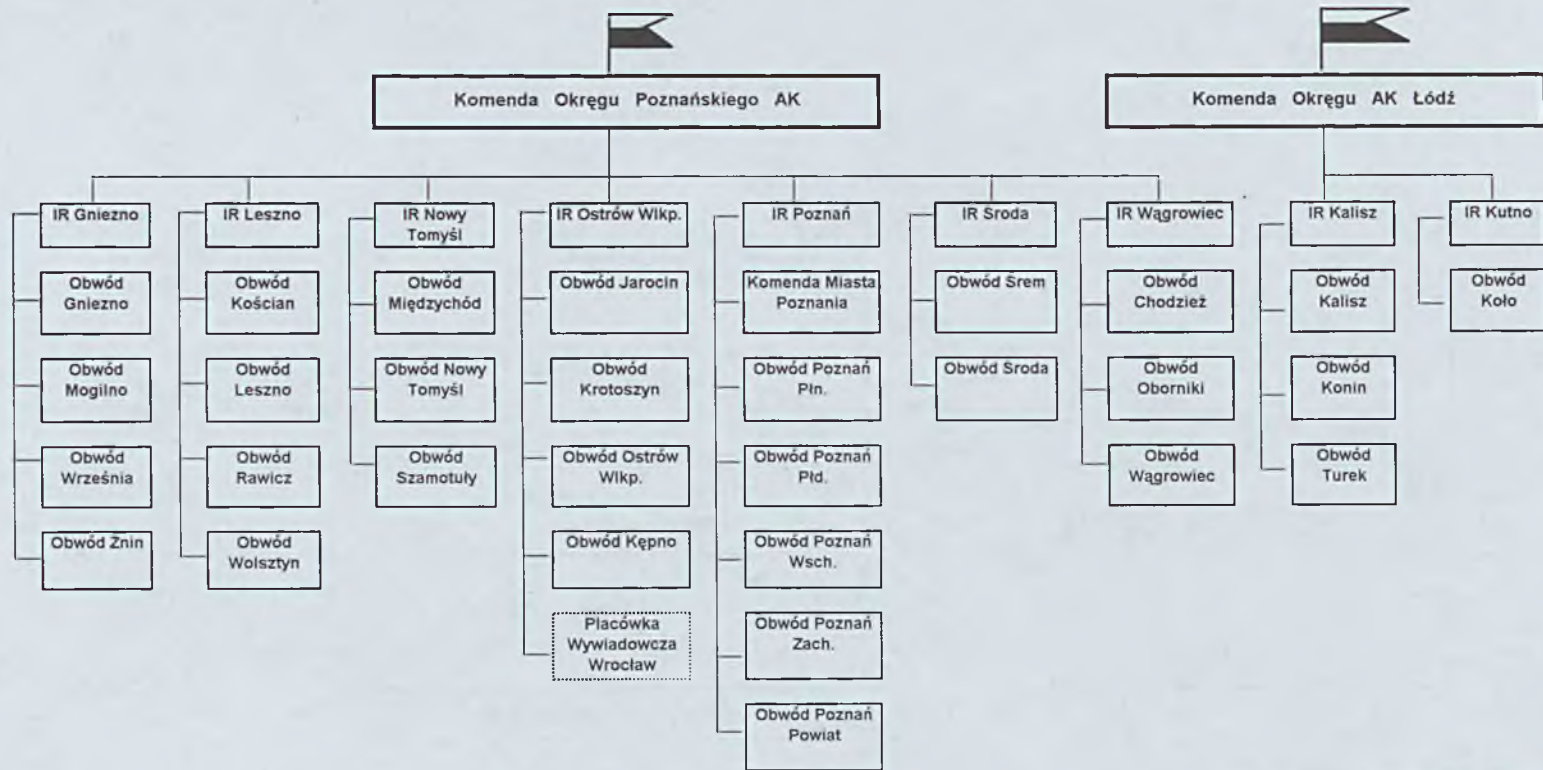 Komenda Okręgu Poznańskiego AK
Komenda Okręgu AK Łódź
IR Gniezno
Obwód
Gniezno
Obwód
Mogilno
Obwód
Września
Obwód Żnin
IR Leszno
Obwód
Kościan
Obwód
Leszno
Obwód
Rawicz
Obwód
Wolsztyn
IR Nowy
Tomyśl
Obwód
Międzychód
Obwód Nowy
Tomyśl
Obwód
Szamotuły
IR Ostrów Wlkp.
Obwód Jarocin
Obwód
Krotoszyn
Obwód Ostrów
Wlkp.
Obwód Kępno
Placówka
Wywiadowcza
Wrocław
IR Poznań
Komenda Miasta
Poznania
Obwód Poznań
Płn.
Obwód Poznań
Płd.
Obwód Poznań
Wsch.
Obwód Poznań
Zach.
Obwód Poznań
Powiat
IR Środa
Obwód Śrem
Obwód Środa
IR Wągrowiec
Obwód
Chodzież
Obwód
Oborniki
Obwód
Wągrowiec
IR Kalisz
Obwód
Kalisz
Obwód
Konin
Obwód
Turek
IR Kutno
Obwód
Koło